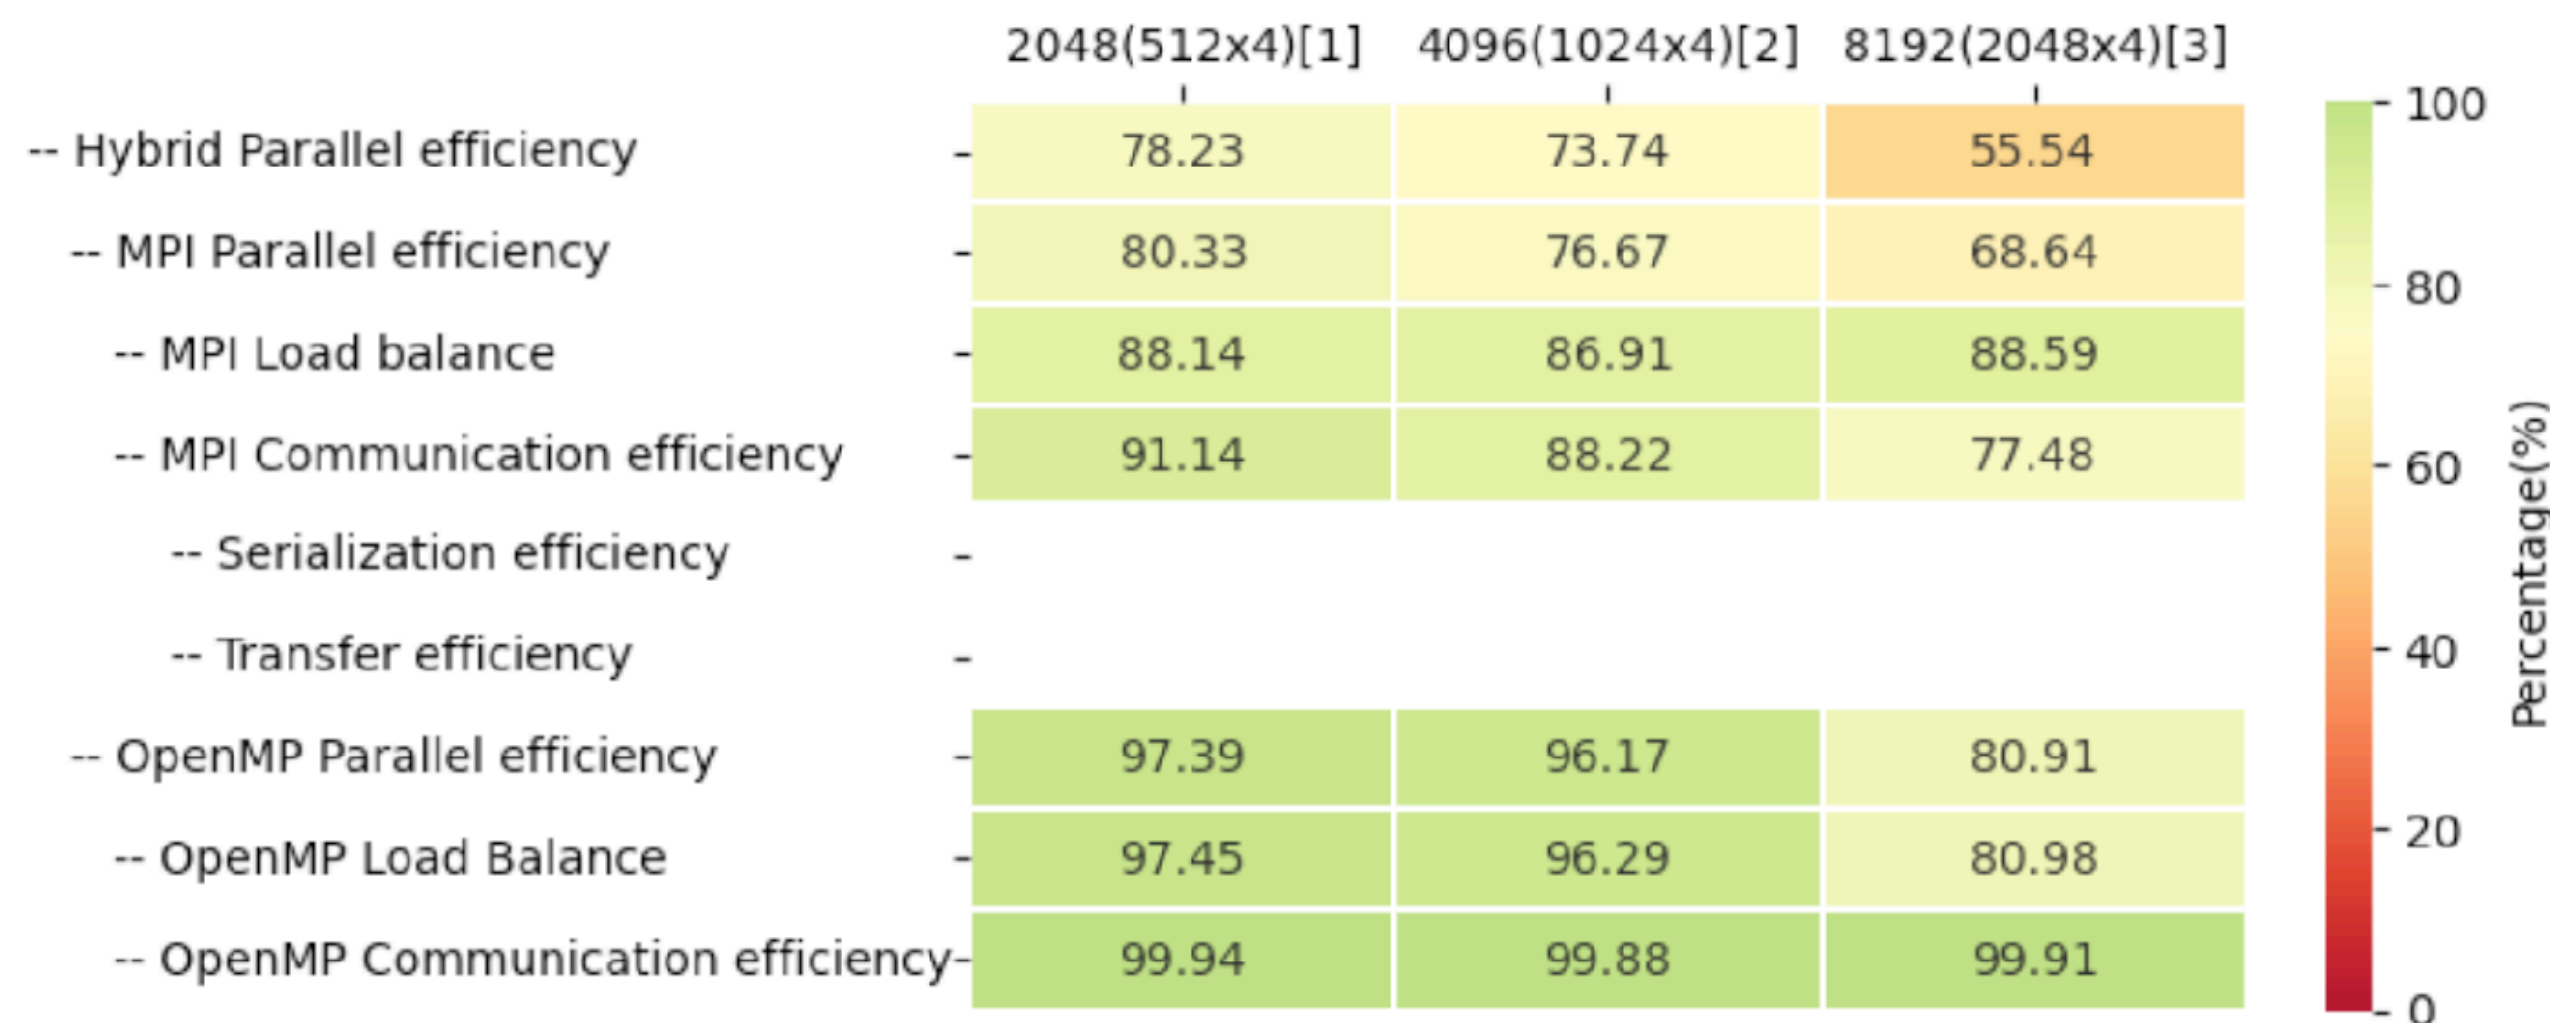 2048(512x4)[1] 4096(1024x4)[2] 8192(2048x4)[3]
-- Hybrid Parallel efficiency 78.23 73.74 55.54
-- MPI Parallel efficiency 80.33 76.67 68.64
-- MPI Load balance 88.14 86.91 88.59
-- MPI Communication efficiency 91.14 88.22 77.48
-- Serialization efficiency
-- Transfer efficiency
-- OpenMP Parallel efficiency 97.39 96.17 80.91
-- OpenMP Load Balance 97.45 96.29 80.98
-- OpenMP Communication efficiency 99.94 99.88 99.91
100
80
60
40
20
0
Percentage(%)